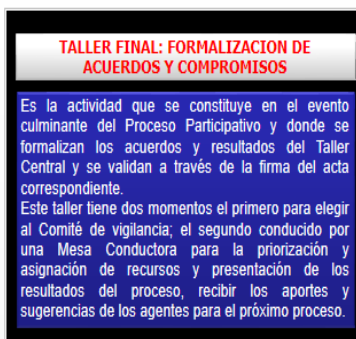 TALLER FINAL: FORMALIZACION DE
ACUERDOS Y COMPROMISOS
Es la actividad que se constituye en el evento
culminante del Proceso Participativo y donde se
formalizan los acuerdos y resultados del Taller
Central y se validan a través de la firma del acta
correspondiente.
Este taller tiene dos momentos el primero para elegir
al Comité de vigilancia; el segundo conducido por
una Mesa Conductora para la priorización y
asignación de recursos y presentación de los
resultados del proceso, recibir los aportes y
sugerencias de los agentes para el próximo proceso.